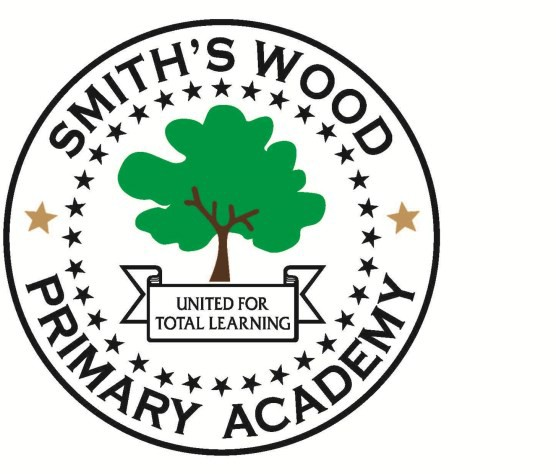 SMITH'S WOOD
UNITED FOR
TOTAL LEARNING
PRIMARY ACADEMY